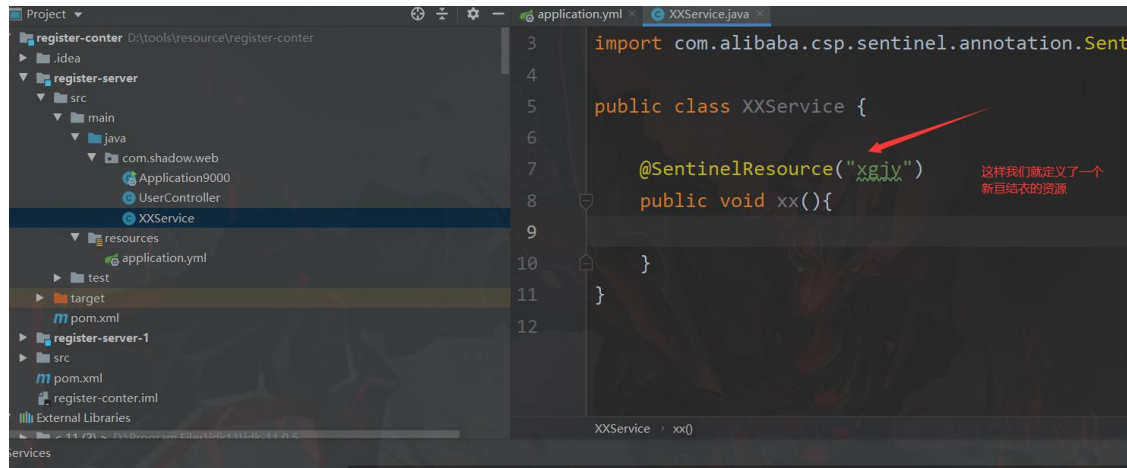 Project
application.yml
XXService.java
register-conter D:\tools\resource\register-conter
.idea
register-server
src
main
java
com.shadow.web
Application9000
UserController
XXService
resources
application.yml
test
target
pom.xml
register-server-1
src
pom.xml
register-conter.iml
External Libraries
3 import com.alibaba.csp.sentinel.annotation.Sent
4
5 public class XXService {
6
7 @SentinelResource("xgjy")
8 public void xx(){
9
10 }
11 }
12
这样我们就定义了一个
新亘结衣的资源
XXService › xx()
ervices